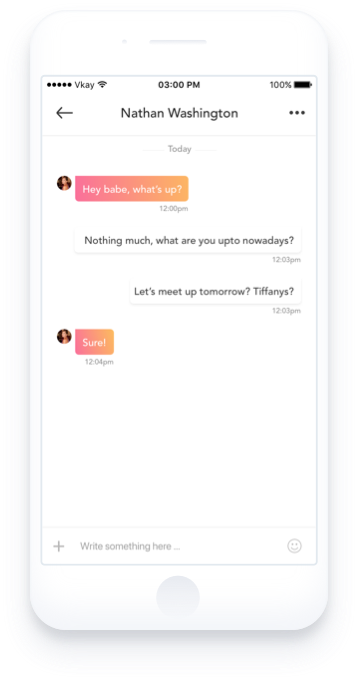 Vkay 03:00 PM 100%
Nathan Washington
Today
Hey babe, what's up?
12:00pm
Nothing much, what are you upto nowadays?
12:03pm
Let's meet up tomorrow? Tiffanys?
12:03pm
Sure!
12:04pm
Write something here ...